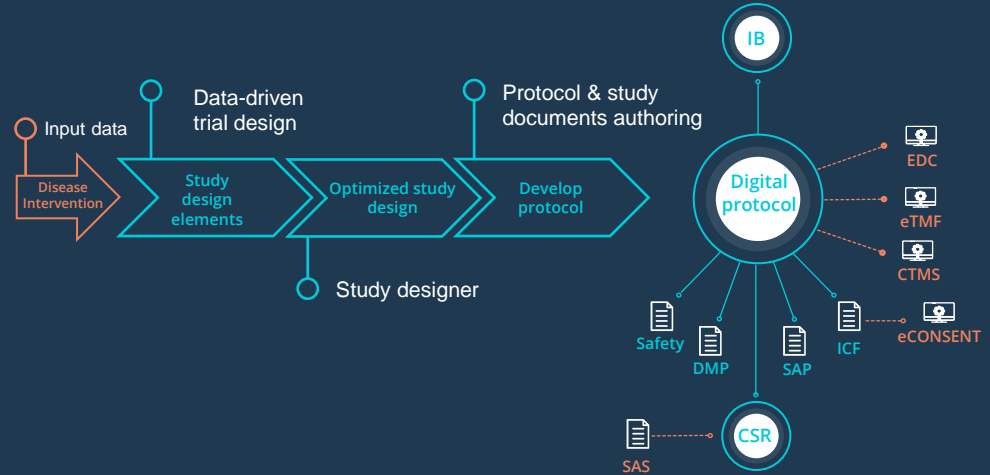 Input data
Disease
Intervention
Data-driven
trial design
Study
design
elements
Optimized study
design
Study designer
Protocol & study
documents authoring
Develop
protocol
IB
Digital
protocol
EDC
eTMF
CTMS
Safety
DMP
SAP
ICF
eCONSENT
CSR
SAS